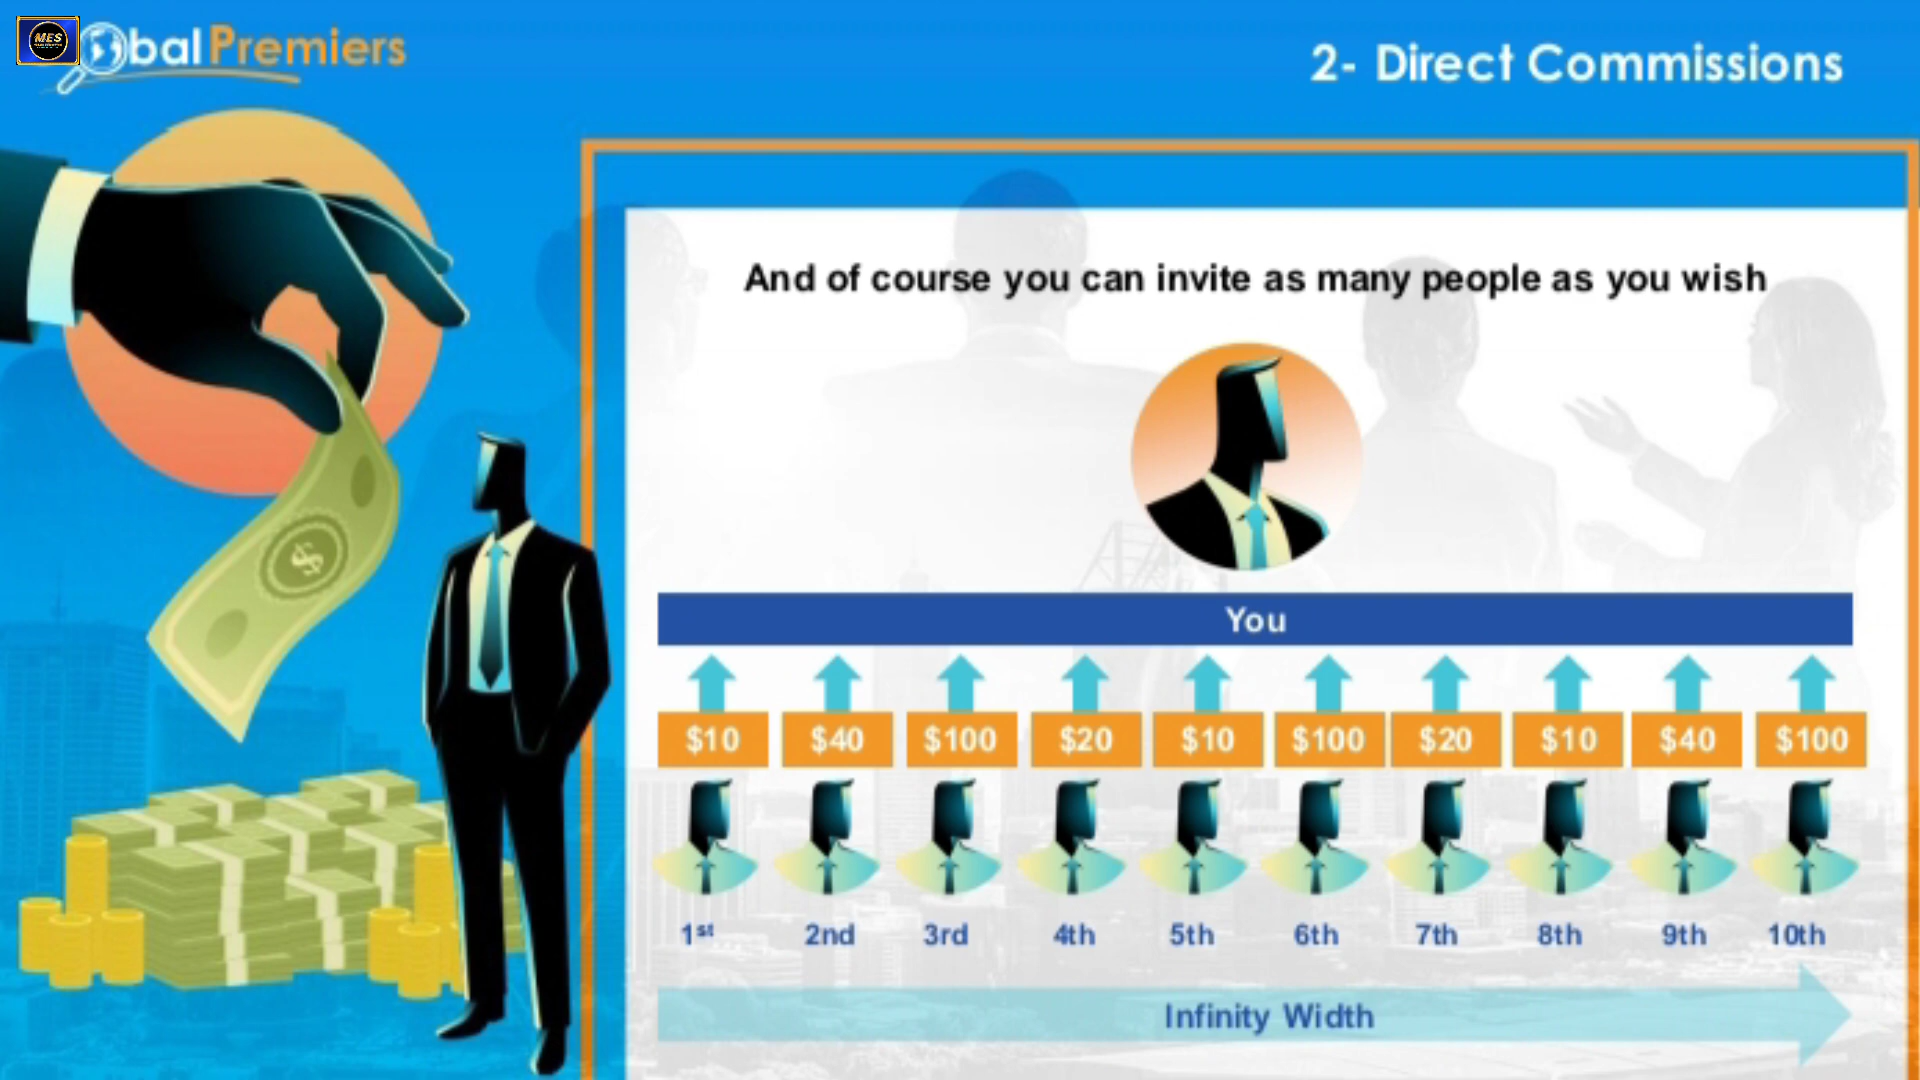 MES
balPremiers
2- Direct Commissions
And of course you can invite as many people as you wish
You
$10 $40 $100 $20 $10 $100 $20 $10 $40 $100
1st 2nd 3rd 4th 5th 6th 7th 8th 9th 10th
Infinity Width